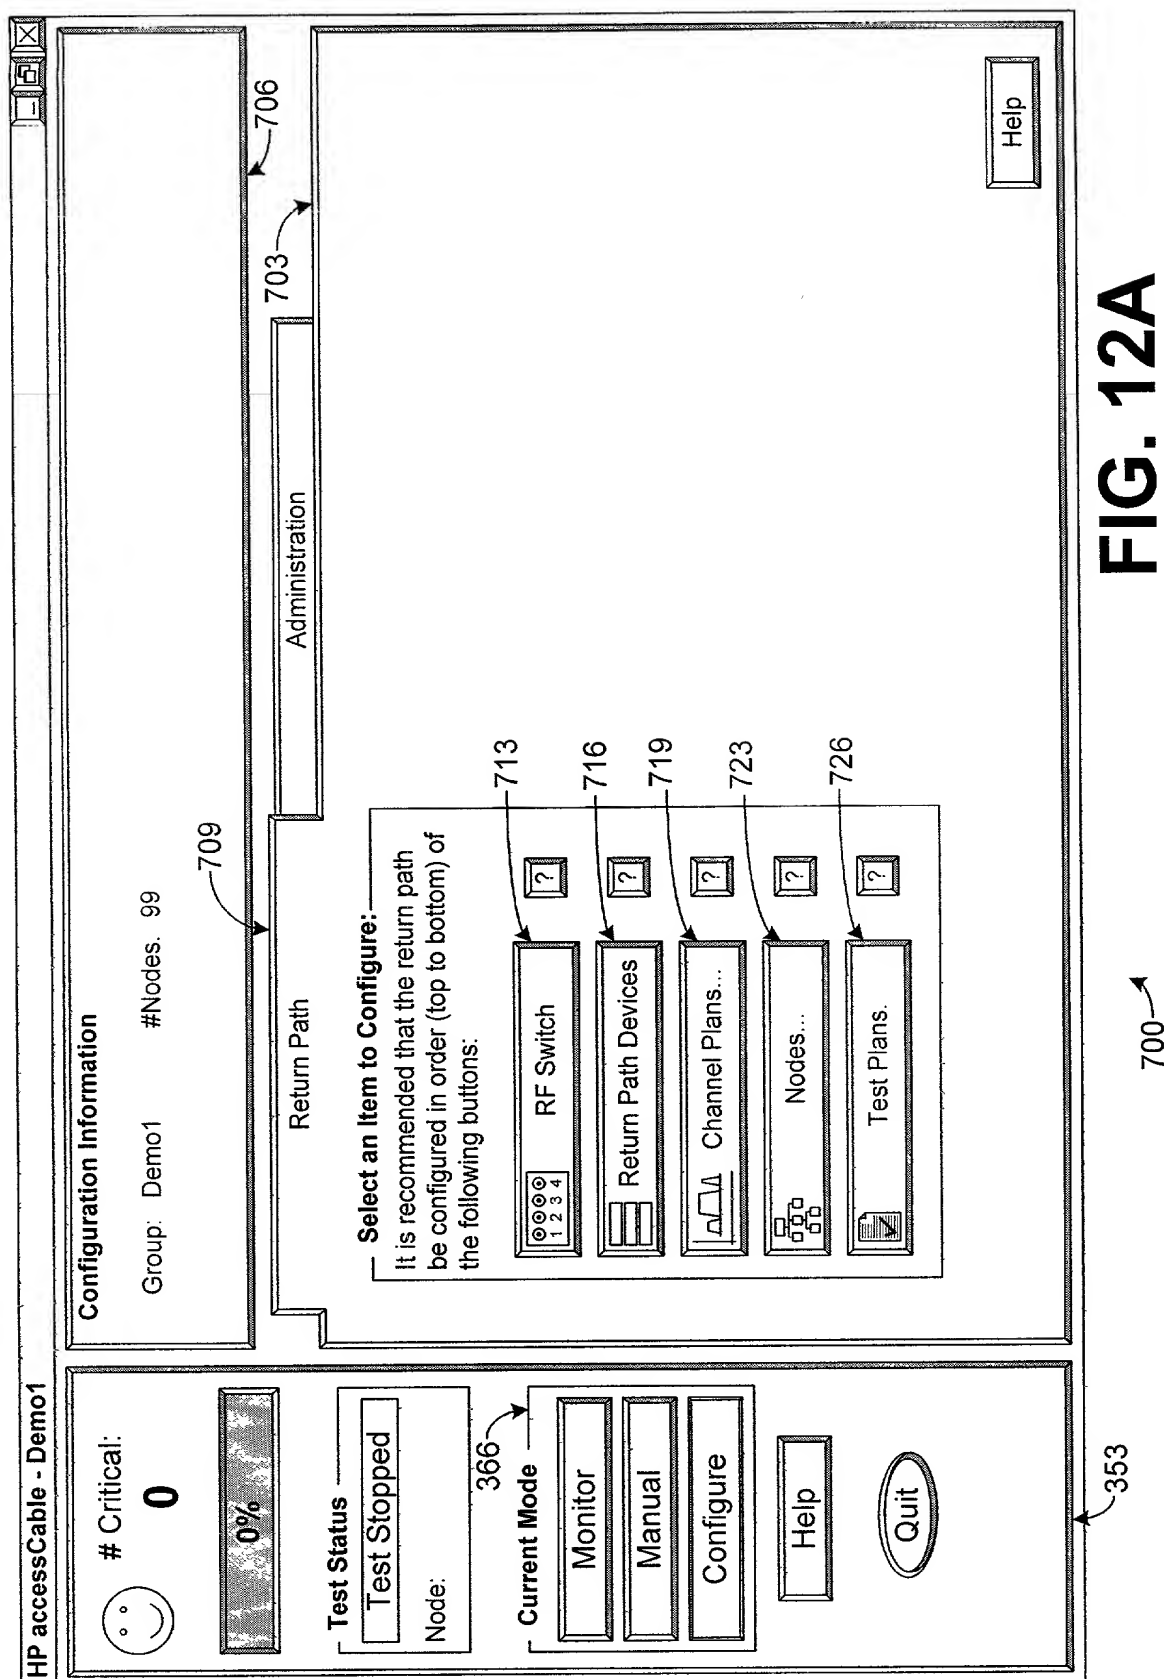 HP accessCable - Demo1
# Critical:
0
0%
Test Status
Test Stopped
Node:
366
Current Mode
Monitor
Manual
Configure
Help
Quit
353
Configuration Information
Group: Demo1 #Nodes. 99
706
709
703
Return Path
Administration
Select an Item to Configure:
It is recommended that the return path
be configured in order (top to bottom) of
the following buttons:
1 2 3 4
RF Switch
?
713
Return Path Devices
?
716
Channel Plans...
?
719
Nodes...
?
723
Test Plans.
?
726
Help
700
FIG. 12A